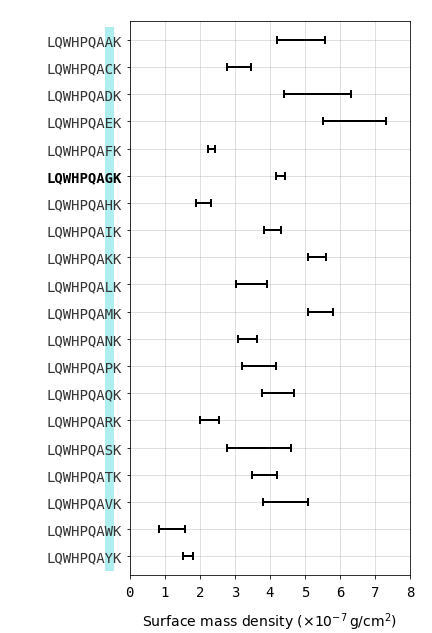 LQWHPQAAK
LQWHPQACK
LQWHPQADK
LQWHPQAEK
LQWHPQAFK
LQWHPQAGK
LQWHPQAHK
LQWHPQAIK
LQWHPQAKK
LQWHPQALK
LQWHPQAMK
LQWHPQANK
LQWHPQAPK
LQWHPQAQK
LQWHPQARK
LQWHPQASK
LQWHPQATK
LQWHPQAVK
LQWHPQAWK
LQWHPQAYK
0 1 2 3 4 5 6 7 8
Surface mass density (×10⁻⁷ g/cm²)